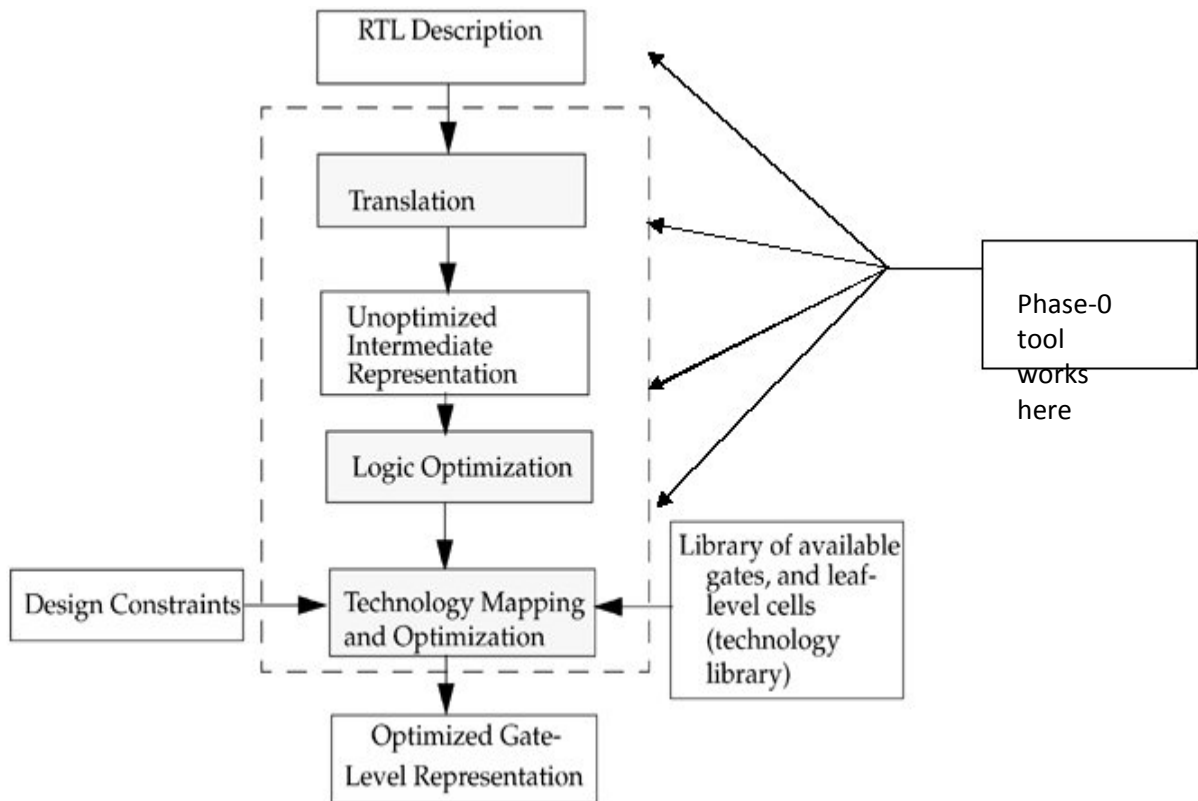 RTL Description
Translation
Unoptimized
Intermediate
Representation
Logic Optimization
Design Constraints
Technology Mapping
and Optimization
Library of available
gates, and leaf-
level cells
(technology
library)
Optimized Gate-
Level Representation
Phase-0
tool
works
here